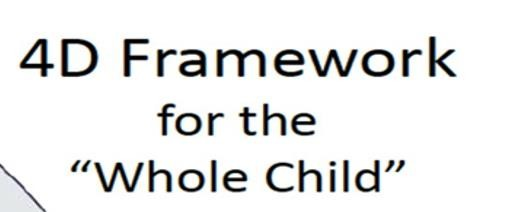 4D Framework
for the
“Whole Child”